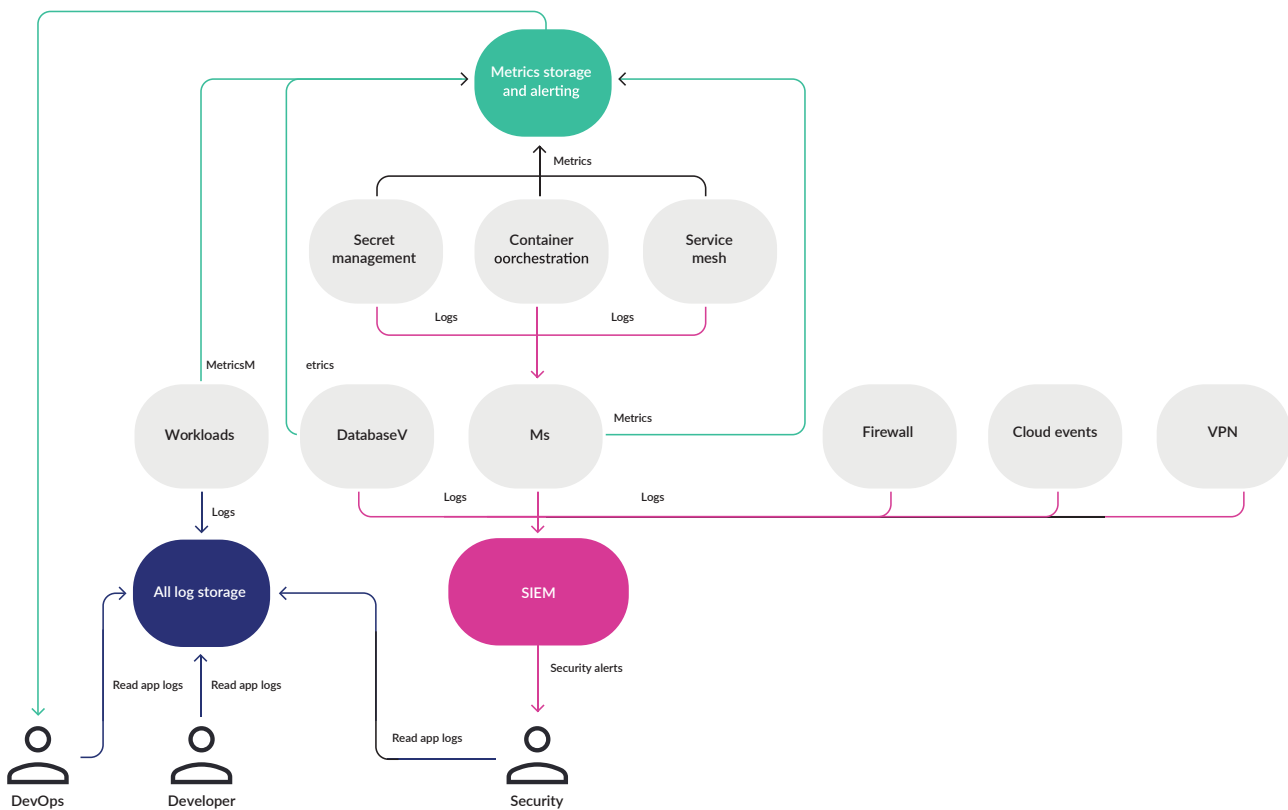 Metrics storage
and alerting
Metrics
Secret
management
Container
oorchestration
Service
mesh
Logs
Logs
MetricsM
etrics
Workloads
DatabaseV
Ms
Metrics
Firewall
Cloud events
VPN
Logs
Logs
Logs
All log storage
SIEM
Security alerts
Read app logs
Read app logs
Read app logs
DevOps
Developer
Security